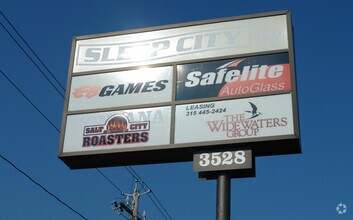 SLEEP CITY
GAMES
Safelite
AutoGlass
SALT CITY
ROASTERS
LEASING
315 445-2424
THE
WIDEWATERS
GROUP
3528